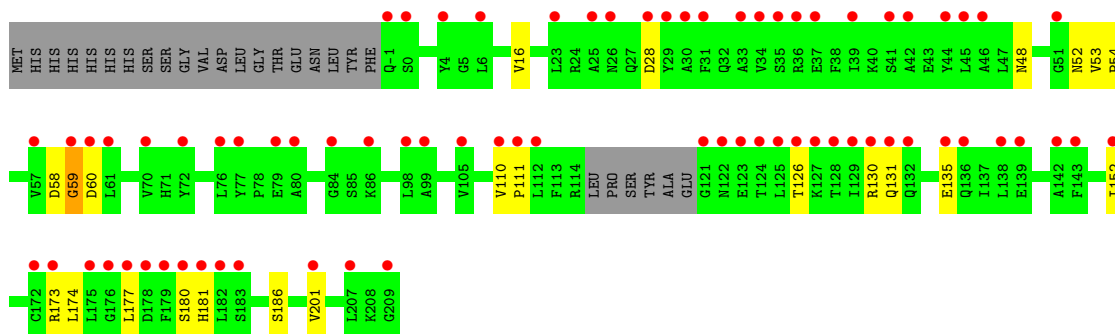 MET HIS HIS HIS HIS HIS HIS SER SER GLY VAL ASP LEU GLY THR GLU ASN LEU TYR PHE Q-1 S0 Y4 G5 L6 V16 L23 R24 A25 N26 Q27 D28 Y29 A30 F31 Q32 A33 V34 S35 R36 E37 F38 I39 K40 S41 A42 E43 Y44 L45 A46 L47 N48 G51 N52 V53 P54
V57 D58 G59 D60 L61 V70 H71 Y72 L76 Y77 P78 E79 A80 G84 S85 K86 L98 A99 V105 V110 P111 L112 F113 R114 LEU PRO SER TYR ALA GLU G121 N122 E123 T124 L125 T126 K127 T128 I129 R130 Q131 Q132 E135 Q136 I137 L138 E139 A142 F143 I152
C172 R173 L174 L175 G176 L177 D178 F179 S180 H181 L182 S183 S186 V201 L207 K208 G209